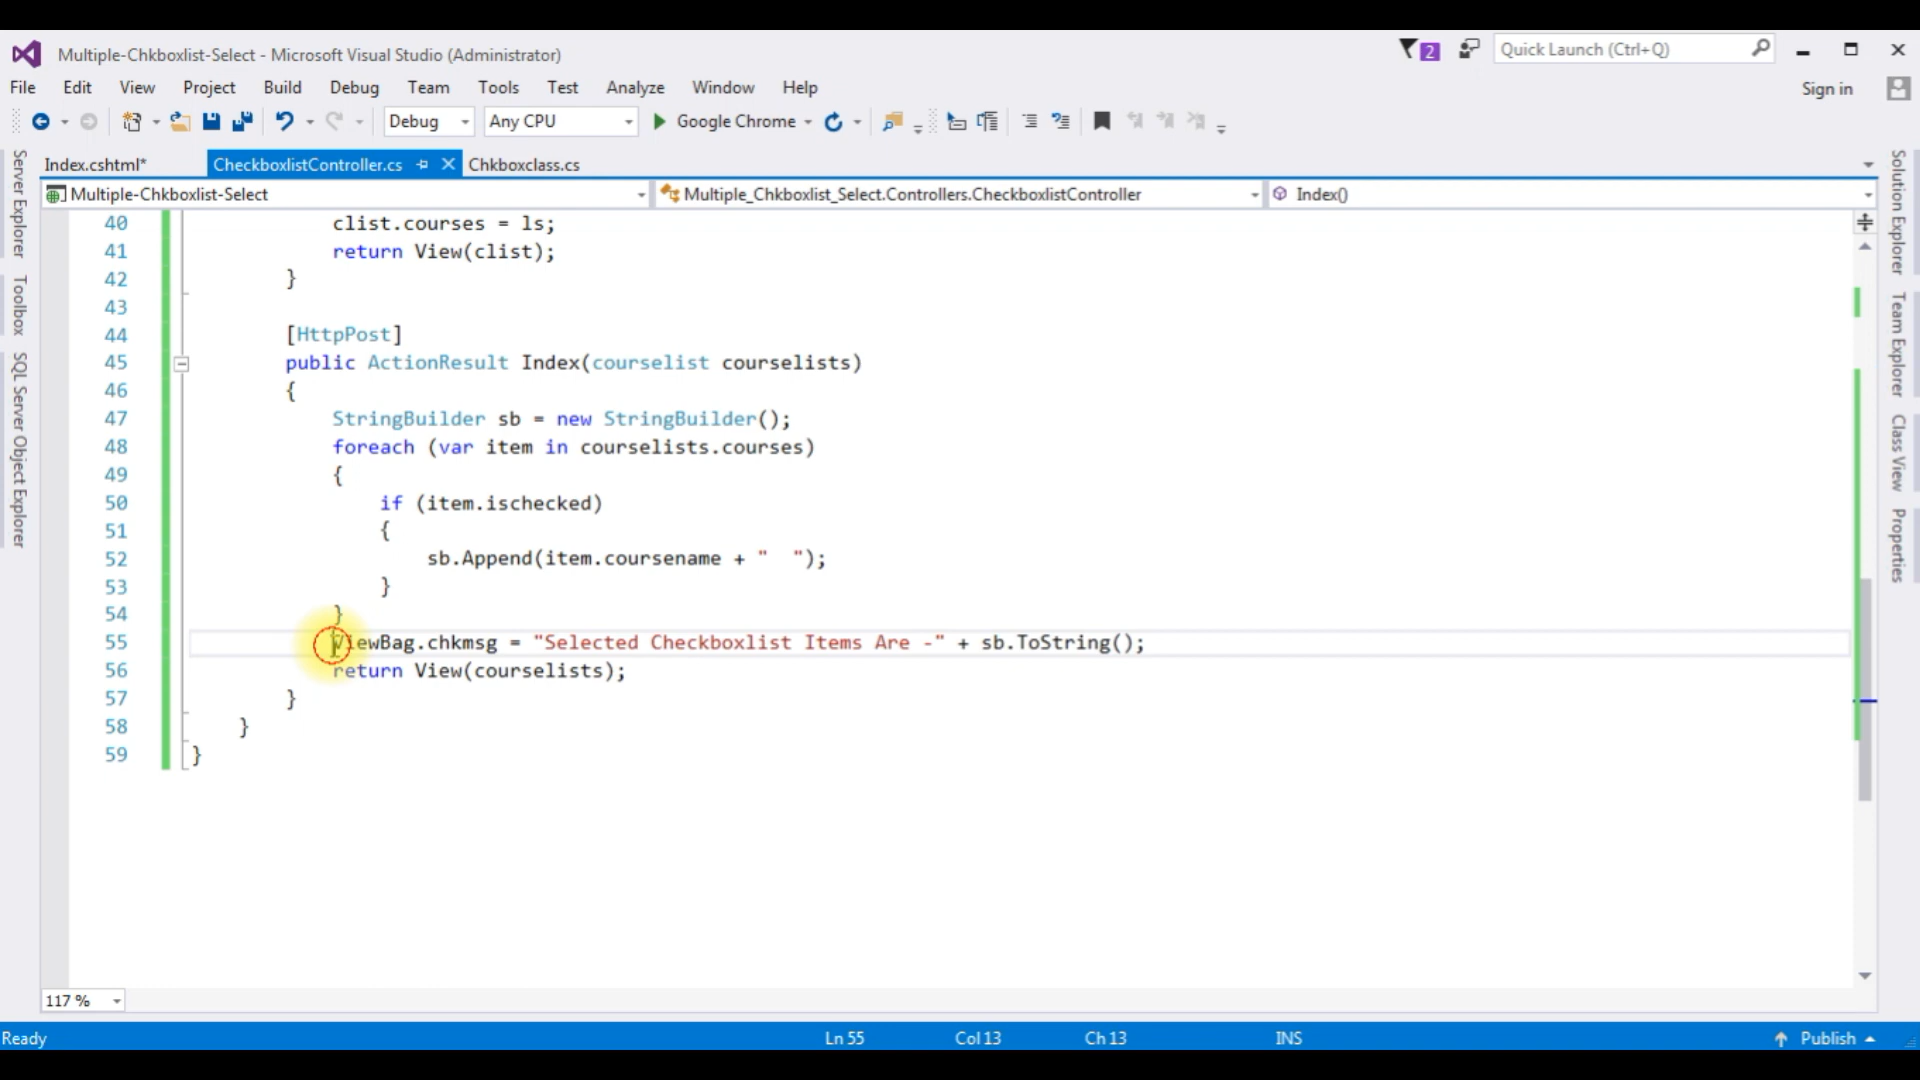 Multiple-Chkboxlist-Select - Microsoft Visual Studio (Administrator)
2
Quick Launch (Ctrl+Q)
File Edit View Project Build Debug Team Tools Test Analyze Window Help
Sign in
Debug Any CPU Google Chrome
Index.cshtml* CheckboxlistController.cs Chkboxclass.cs
Multiple-Chkboxlist-Select Multiple_Chkboxlist_Select.Controllers.CheckboxlistController Index()
Server Explorer
Toolbox
SQL Server Object Explorer
40 clist.courses = ls;
41 return View(clist);
42 }
43
44 [HttpPost]
45 public ActionResult Index(courselist courselists)
46 {
47 StringBuilder sb = new StringBuilder();
48 foreach (var item in courselists.courses)
49 {
50 if (item.ischecked)
51 {
52 sb.Append(item.coursename + "  ");
53 }
54 }
55 ViewBag.chkmsg = "Selected Checkboxlist Items Are -" + sb.ToString();
56 return View(courselists);
57 }
58 }
59 }
Solution Explorer
Team Explorer
Class View
Properties
117 %
Ready Ln 55 Col 13 Ch 13 INS Publish